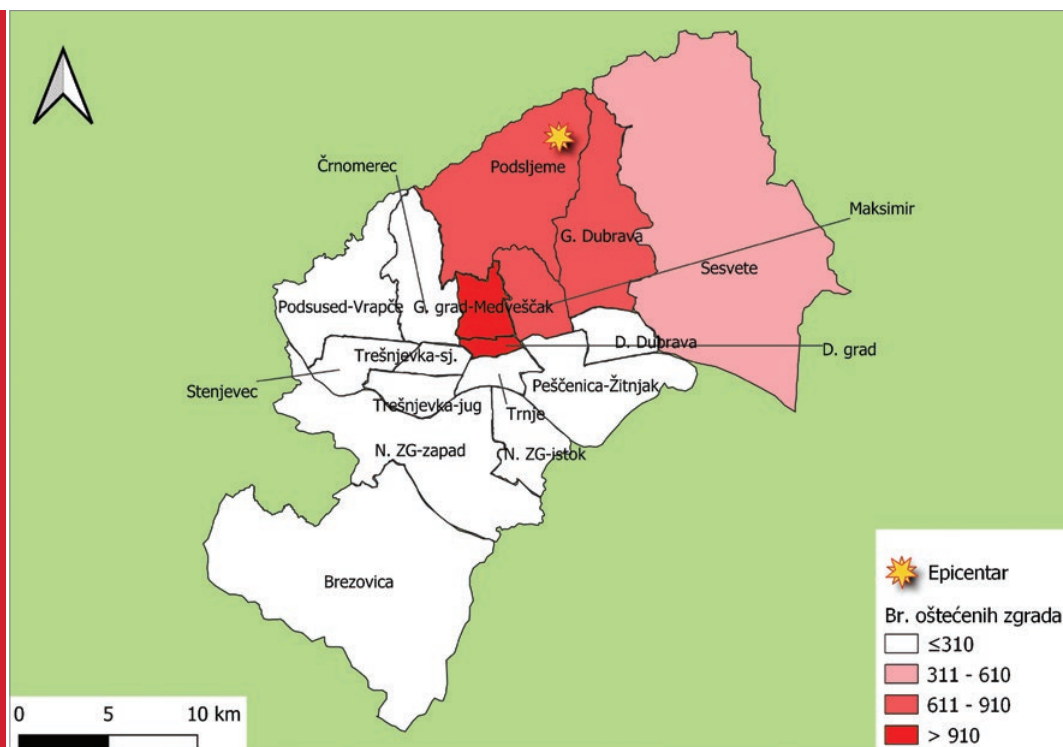 Črnomerec
Podsljeme
Maksimir
G. Dubrava
Sesvete
Podsused-Vrapče
G. grad-Medveščak
D. Dubrava
D. grad
Trešnjevka-sj.
Stenjevec
Peščenica-Žitnjak
Trešnjevka-jug
Trnje
N. ZG-zapad
N. ZG-istok
Brezovica
Epicentar
Br. oštećenih zgrada
≤310
311 - 610
611 - 910
> 910
0 5 10 km